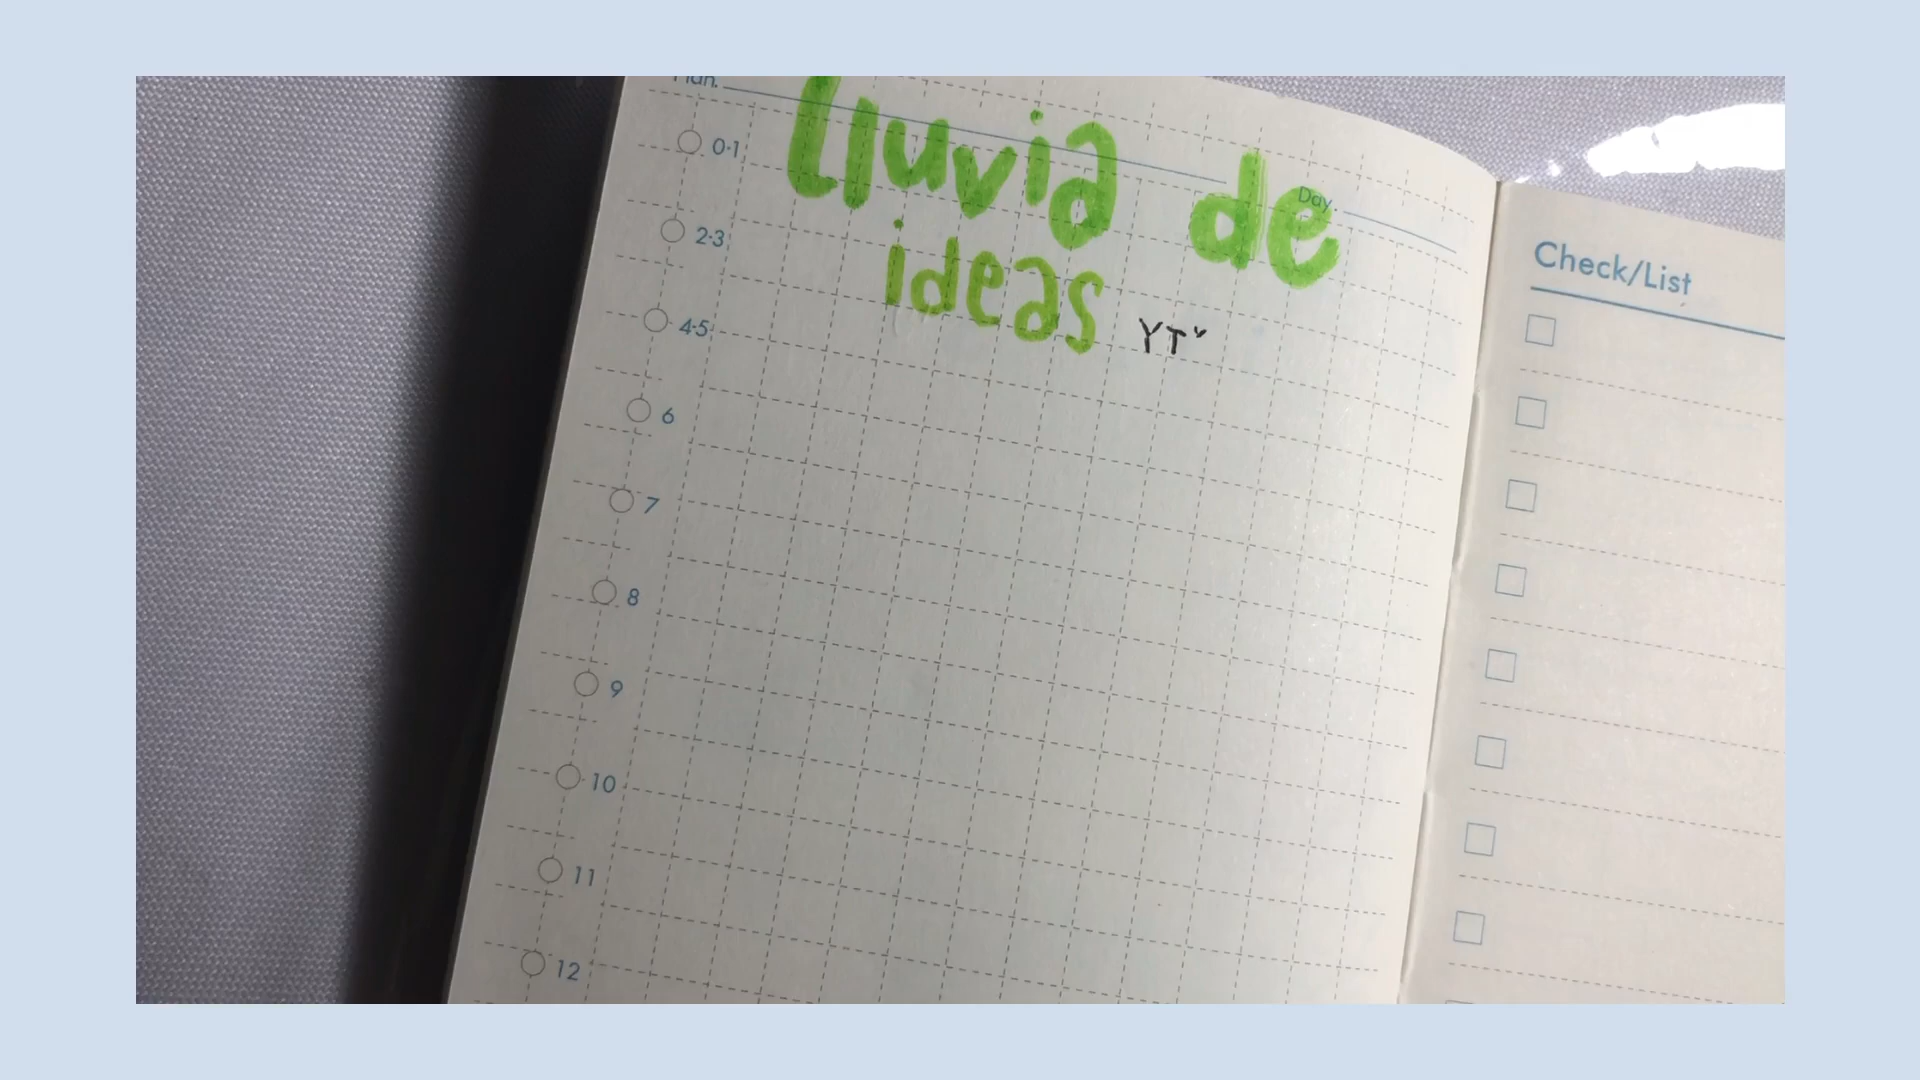 Plan.
Lluvia de
Day.
ideas
YT
0·1
2·3
4·5
6
7
8
9
10
11
12
Check/List